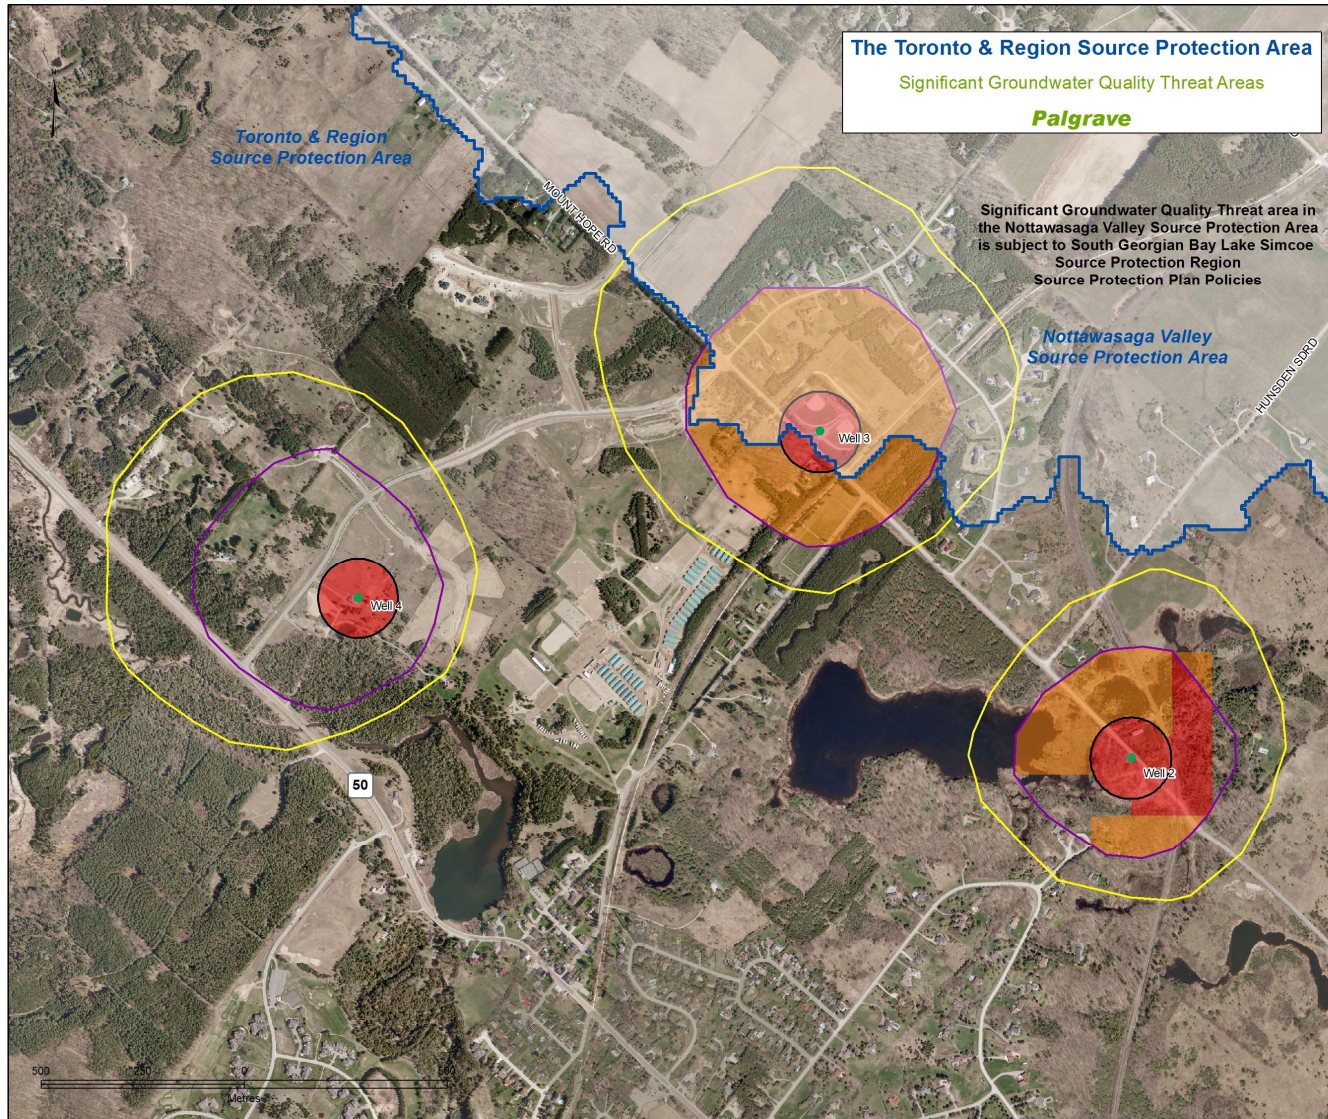 The Toronto & Region Source Protection Area
Significant Groundwater Quality Threat Areas
Palgrave
Toronto & Region
Source Protection Area
MOUNT HOPE RD
Significant Groundwater Quality Threat area in
the Nottawasaga Valley Source Protection Area
is subject to South Georgian Bay Lake Simcoe
Source Protection Region
Source Protection Plan Policies
Nottawasaga Valley
Source Protection Area
HUNSDEN SDRD
Well 3
Well 4
Well 2
50
500 250 0 500
Metres